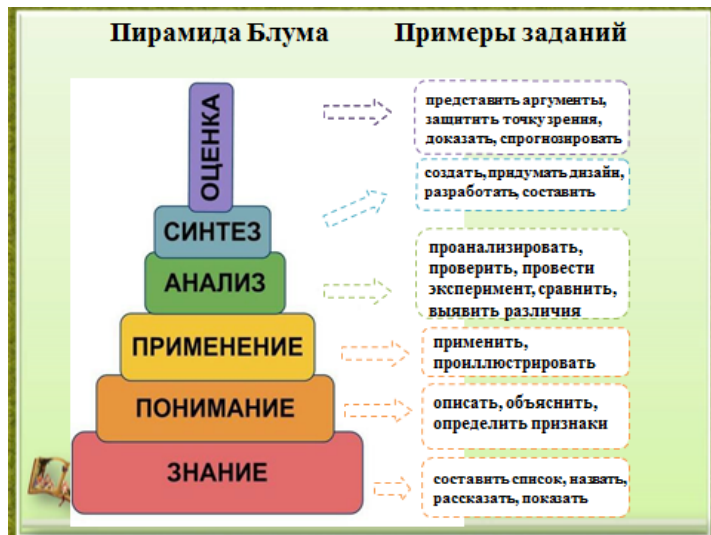 Пирамида Блума
Примеры заданий
ОЦЕНКА
представить аргументы,
защитить точку зрения,
доказать, спрогнозировать
СИНТЕЗ
создать, придумать дизайн,
разработать, составить
АНАЛИЗ
проанализировать,
проверить, провести
эксперимент, сравнить,
выявить различия
ПРИМЕНЕНИЕ
применить,
проиллюстрировать
ПОНИМАНИЕ
описать, объяснить,
определить признаки
ЗНАНИЕ
составить список, назвать,
рассказать, показать